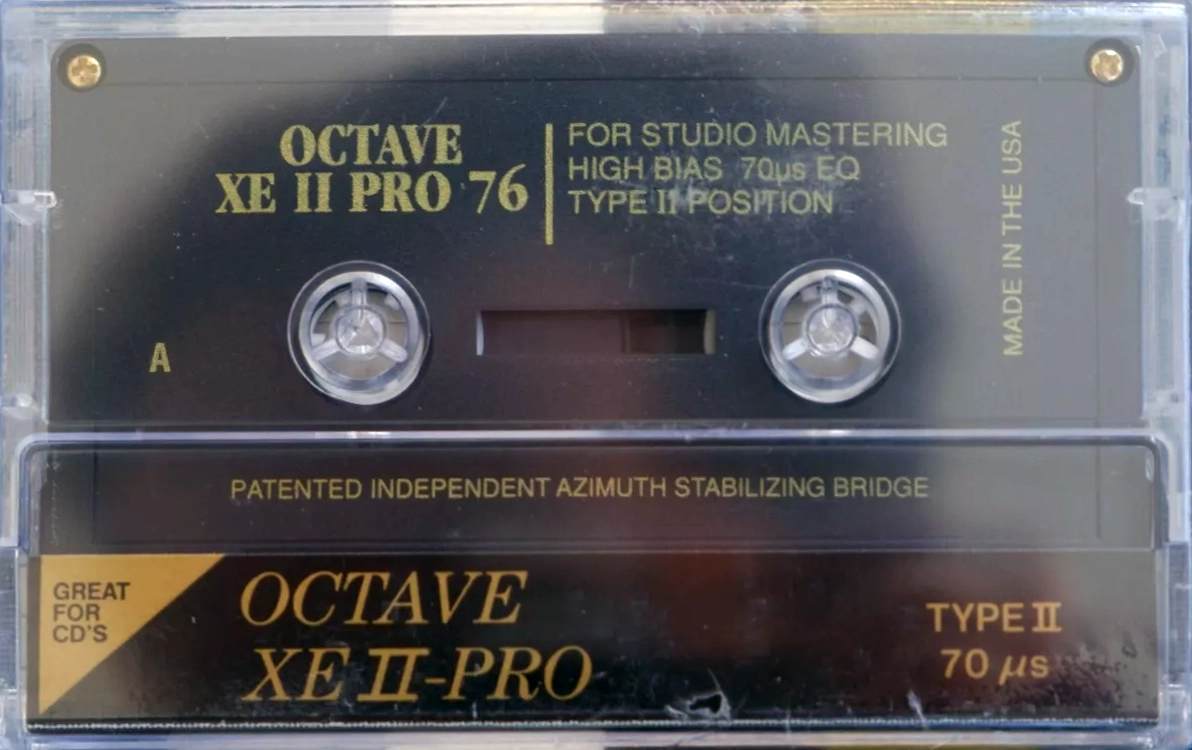 OCTAVE
XE II PRO 76
FOR STUDIO MASTERING
HIGH BIAS 70µs EQ
TYPE II POSITION
MADE IN THE USA
A
PATENTED INDEPENDENT AZIMUTH STABILIZING BRIDGE
GREAT
FOR
CD'S
OCTAVE
XE II-PRO
TYPE II
70 µs